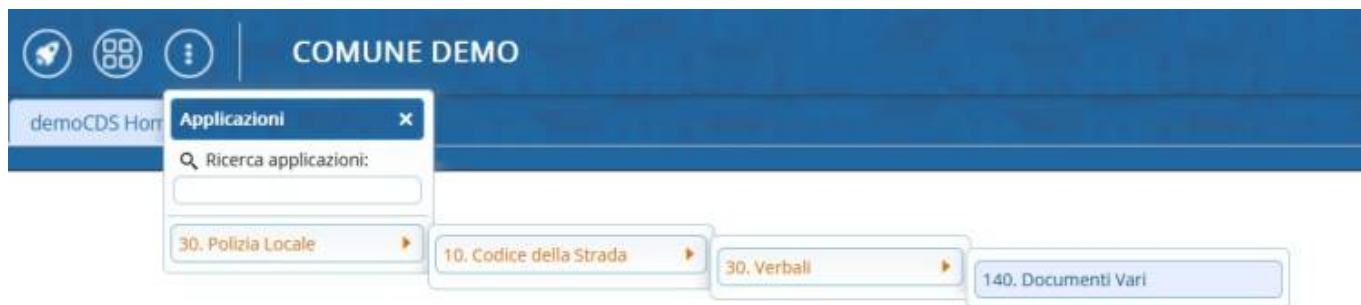 COMUNE DEMO
demoCDS Hom
Applicazioni
Ricerca applicazioni:
30. Polizia Locale
10. Codice della Strada
30. Verbali
140. Documenti Vari